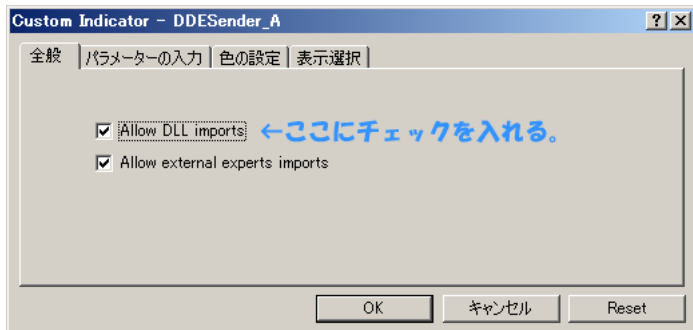 Custom Indicator - DDESender_A
全般 パラメーターの入力 色の設定 表示選択
Allow DLL imports ←ここにチェックを入れる。
Allow external experts imports
OK キャンセル Reset